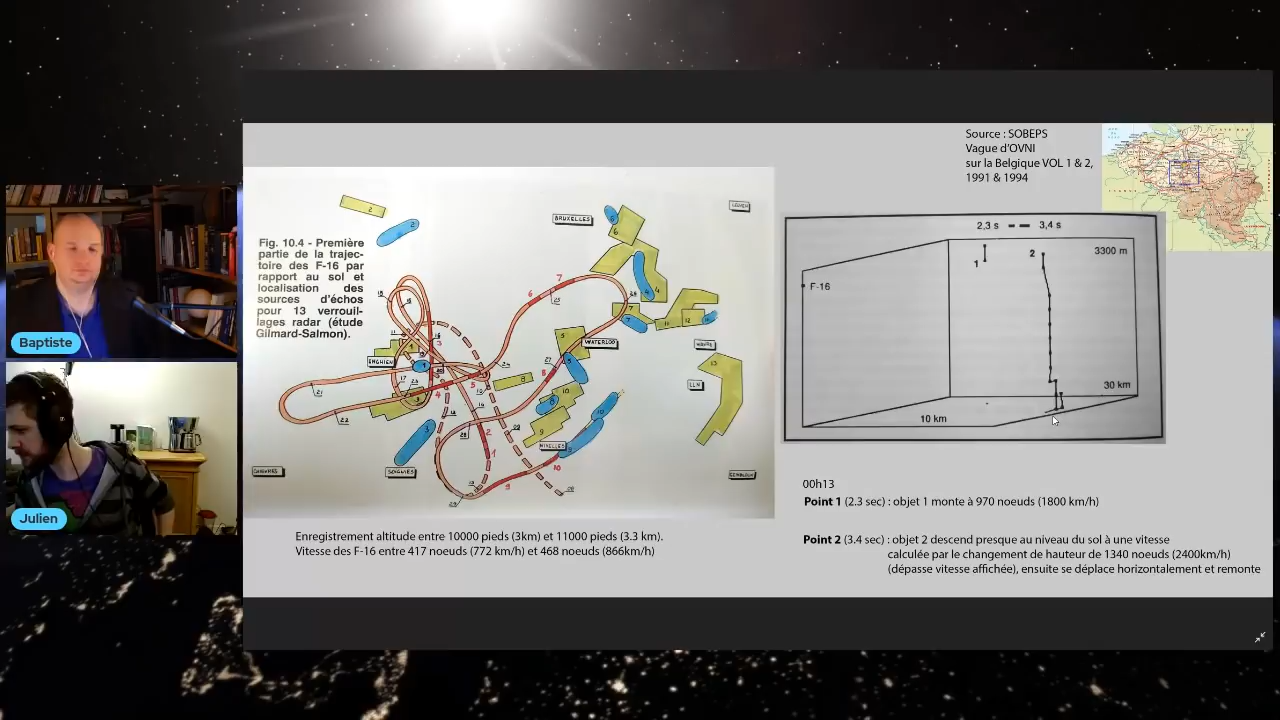 Source : SOBEPS
Vague d'OVNI
sur la Belgique VOL 1 & 2,
1991 & 1994
Fig. 10.4 - Première
partie de la trajec-
toire des F-16 par
rapport au sol et
localisation des
sources d'échos
pour 13 verrouil-
lages radar (étude
Gilmard-Salmon).
BRUXELLES
ENGHIEN
WATERLOO
WAVRE
LLN
NIVELLES
SOIGNIES
GEMBLOUX
2,3 s
3,4 s
1
2
3300 m
F-16
30 km
10 km
Enregistrement altitude entre 10000 pieds (3km) et 11000 pieds (3.3 km).
Vitesse des F-16 entre 417 noeuds (772 km/h) et 468 noeuds (866km/h)
00h13
Point 1 (2.3 sec) : objet 1 monte à 970 noeuds (1800 km/h)
Point 2 (3.4 sec) : objet 2 descend presque au niveau du sol à une vitesse
calculée par le changement de hauteur de 1340 noeuds (2400km/h)
(dépasse vitesse affichée), ensuite se déplace horizontalement et remonte
Baptiste
Julien